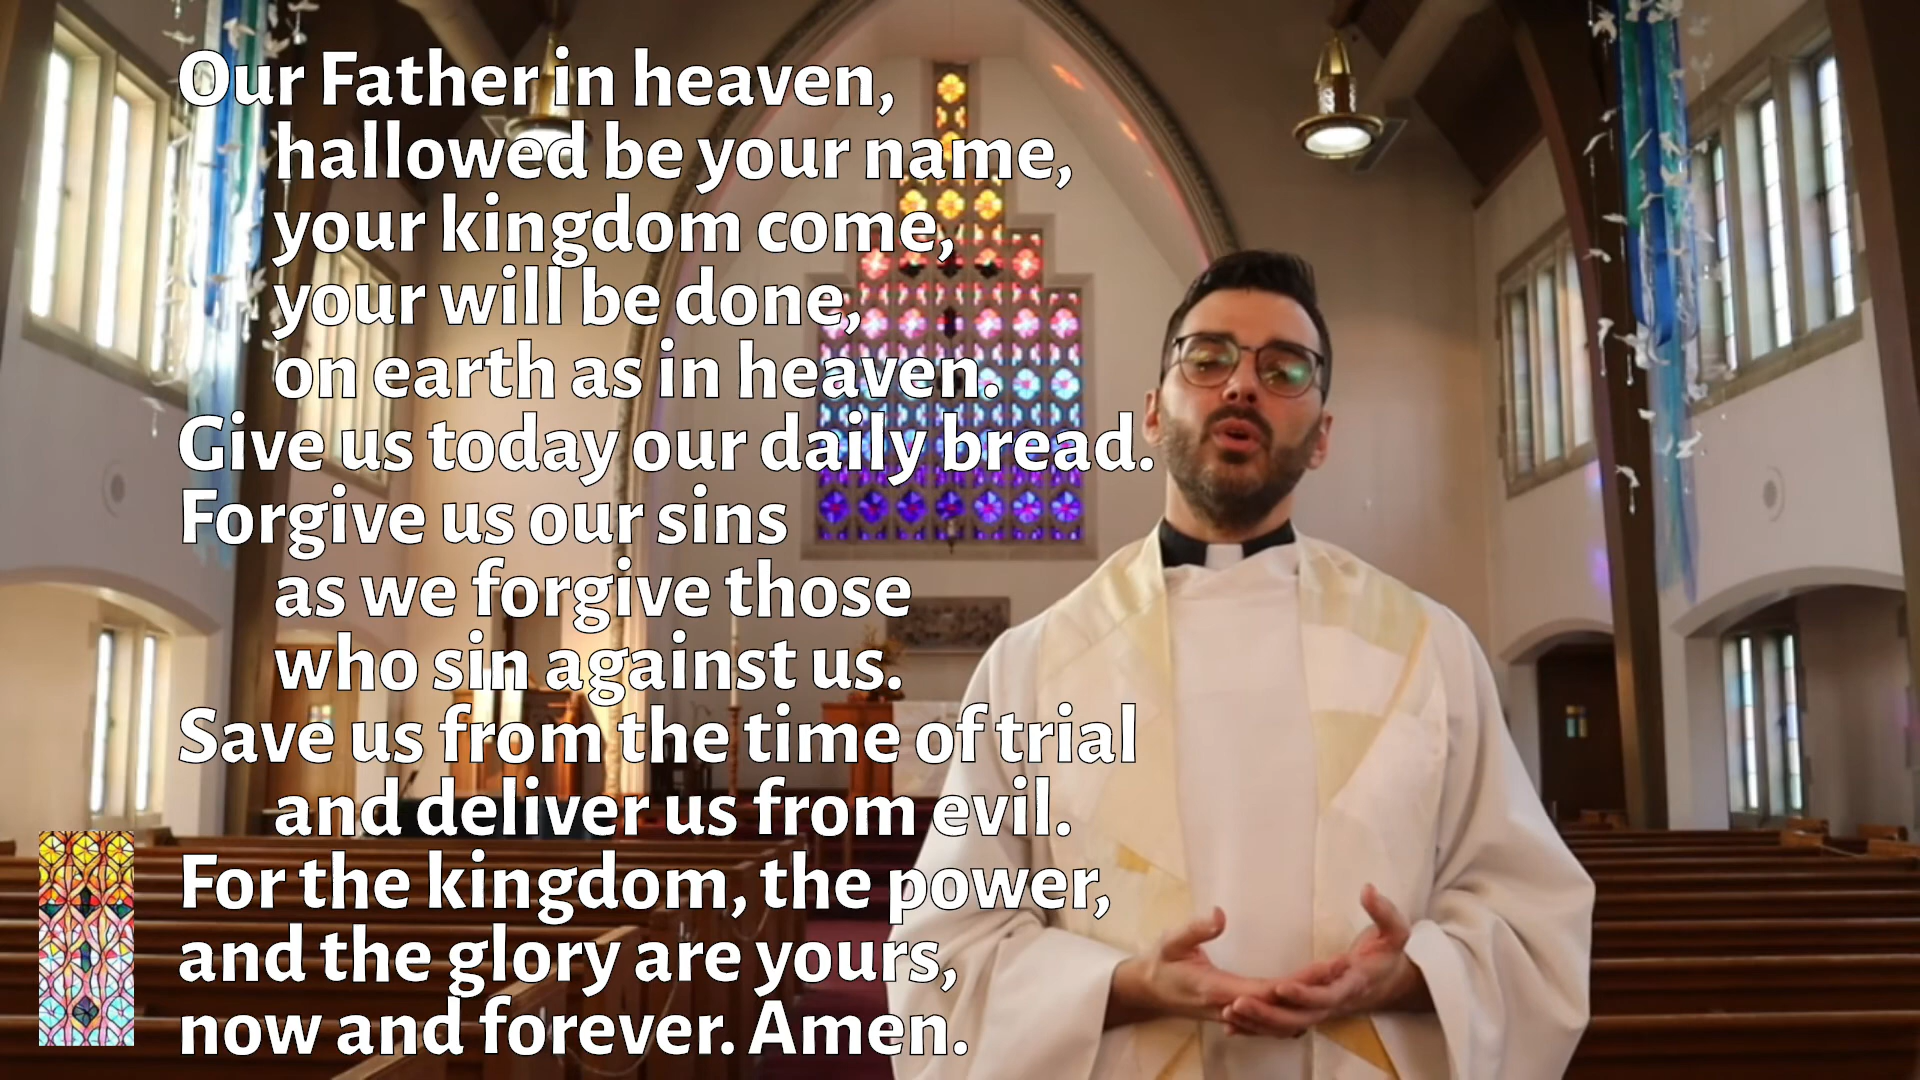 Our Father in heaven,
hallowed be your name,
your kingdom come,
your will be done,
on earth as in heaven.
Give us today our daily bread.
Forgive us our sins
as we forgive those
who sin against us.
Save us from the time of trial
and deliver us from evil.
For the kingdom, the power,
and the glory are yours,
now and forever. Amen.